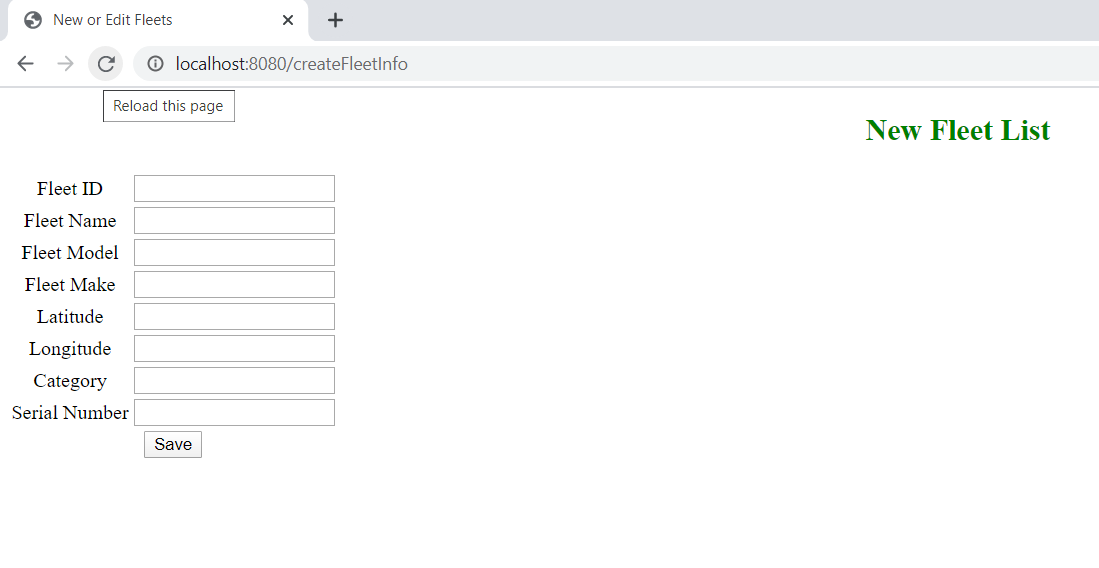 New or Edit Fleets
localhost:8080/createFleetInfo
Reload this page
New Fleet List
Fleet ID
Fleet Name
Fleet Model
Fleet Make
Latitude
Longitude
Category
Serial Number
Save